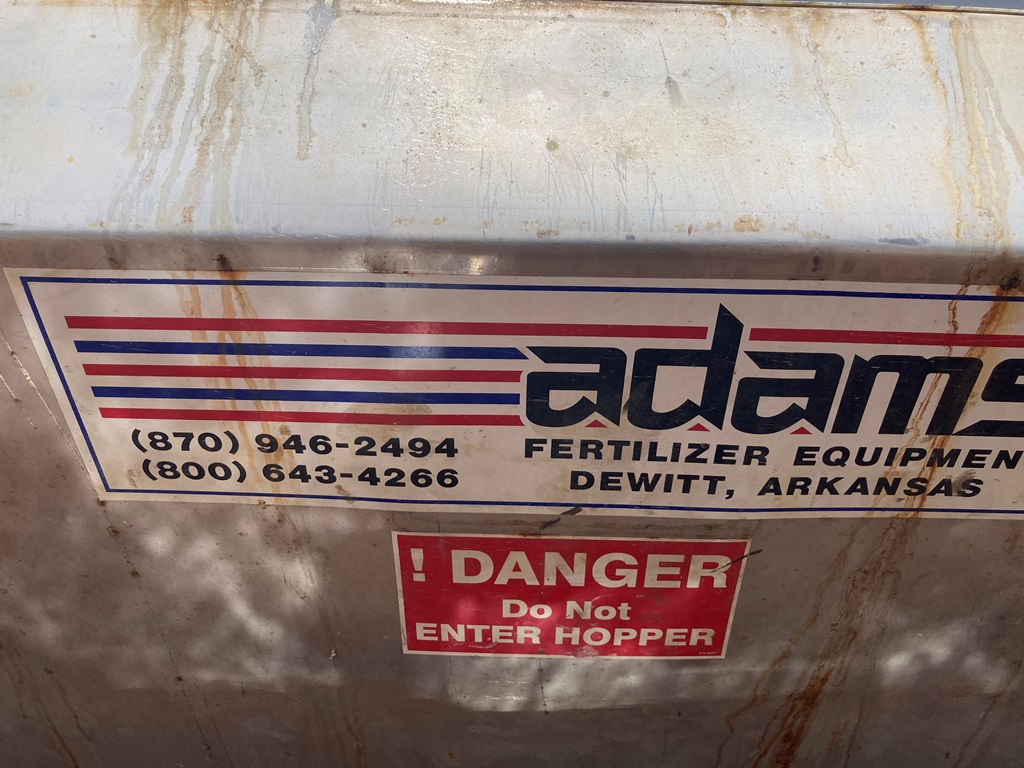 adams
(870) 946-2494
(800) 643-4266
FERTILIZER EQUIPMEN
DEWITT, ARKANSAS
! DANGER
Do Not
ENTER HOPPER